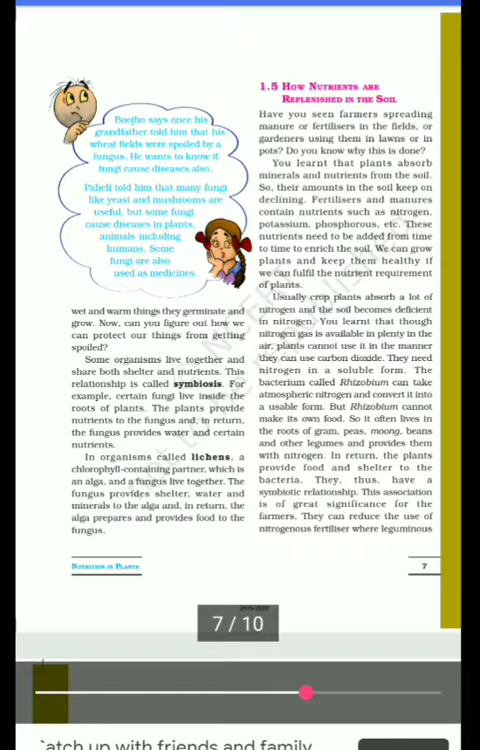 Boojho says once his
grandfather told him that his
wheat fields were spoiled by a
fungus. He wants to know if
fungi cause diseases also.
Paheli told him that many fungi
like yeast and mushrooms are
useful, but some fungi
cause diseases in plants,
animals including
humans. Some
fungi are also
used as medicines.
wet and warm things they germinate and
grow. Now, can you figure out how we
can protect our things from getting
spoiled?
Some organisms live together and
share both shelter and nutrients. This
relationship is called symbiosis. For
example, certain fungi live inside the
roots of plants. The plants provide
nutrients to the fungus and, in return,
the fungus provides water and certain
nutrients.
In organisms called lichens, a
chlorophyll-containing partner, which is
an alga, and a fungus live together. The
fungus provides shelter, water and
minerals to the alga and, in return, the
alga prepares and provides food to the
fungus.
1.5 HOW NUTRIENTS ARE
REPLENISHED IN THE SOIL
Have you seen farmers spreading
manure or fertilisers in the fields, or
gardeners using them in lawns or in
pots? Do you know why this is done?
You learnt that plants absorb
minerals and nutrients from the soil.
So, their amounts in the soil keep on
declining. Fertilisers and manures
contain nutrients such as nitrogen,
potassium, phosphorous, etc. These
nutrients need to be added from time
to time to enrich the soil. We can grow
plants and keep them healthy if
we can fulfil the nutrient requirement
of plants.
Usually crop plants absorb a lot of
nitrogen and the soil becomes deficient
in nitrogen. You learnt that though
nitrogen gas is available in plenty in the
air, plants cannot use it in the manner
they can use carbon dioxide. They need
nitrogen in a soluble form. The
bacterium called Rhizobium can take
atmospheric nitrogen and convert it into
a usable form. But Rhizobium cannot
make its own food. So it often lives in
the roots of gram, peas, moong, beans
and other legumes and provides them
with nitrogen. In return, the plants
provide food and shelter to the
bacteria. They, thus, have a
symbiotic relationship. This association
is of great significance for the
farmers. They can reduce the use of
nitrogenous fertiliser where leguminous
NUTRITION IN PLANTS
7
2019-2020
7 / 10
Catch up with friends and family